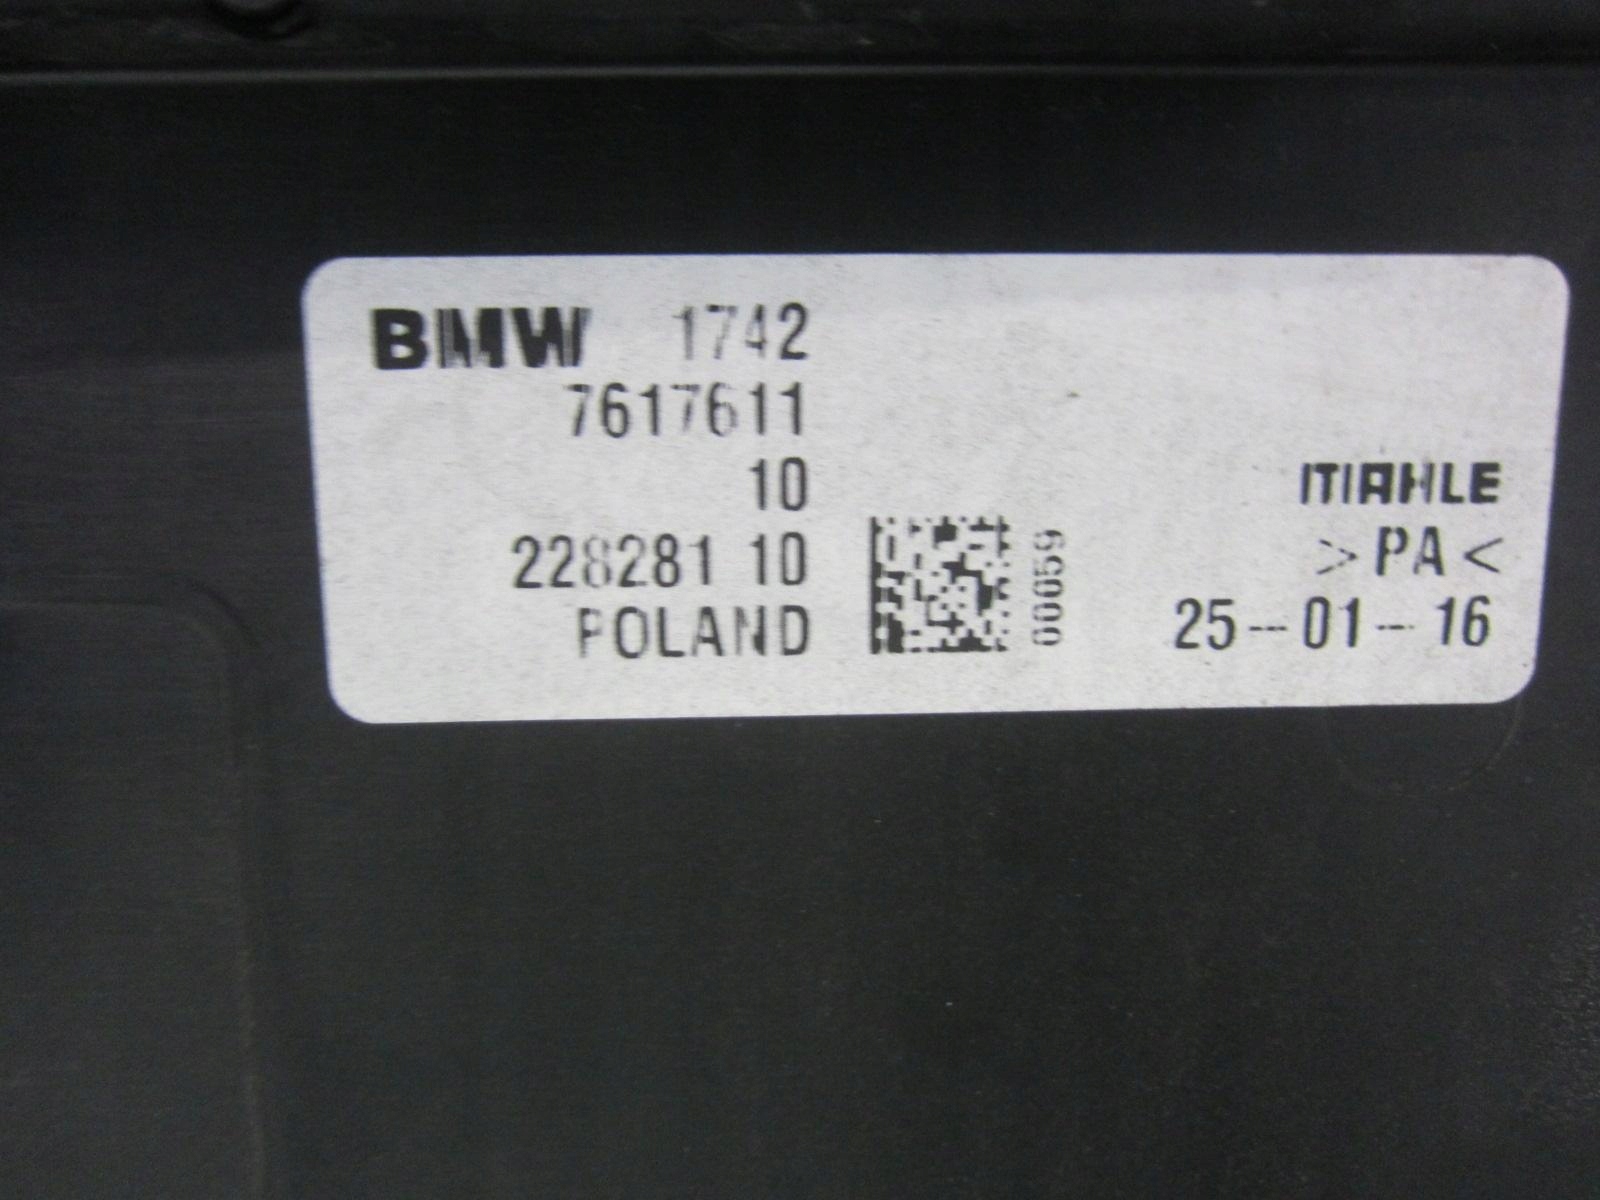 BMW 1742
7617611
10
228281 10
POLAND
00059
MAHLE
>PA<
25-01-16